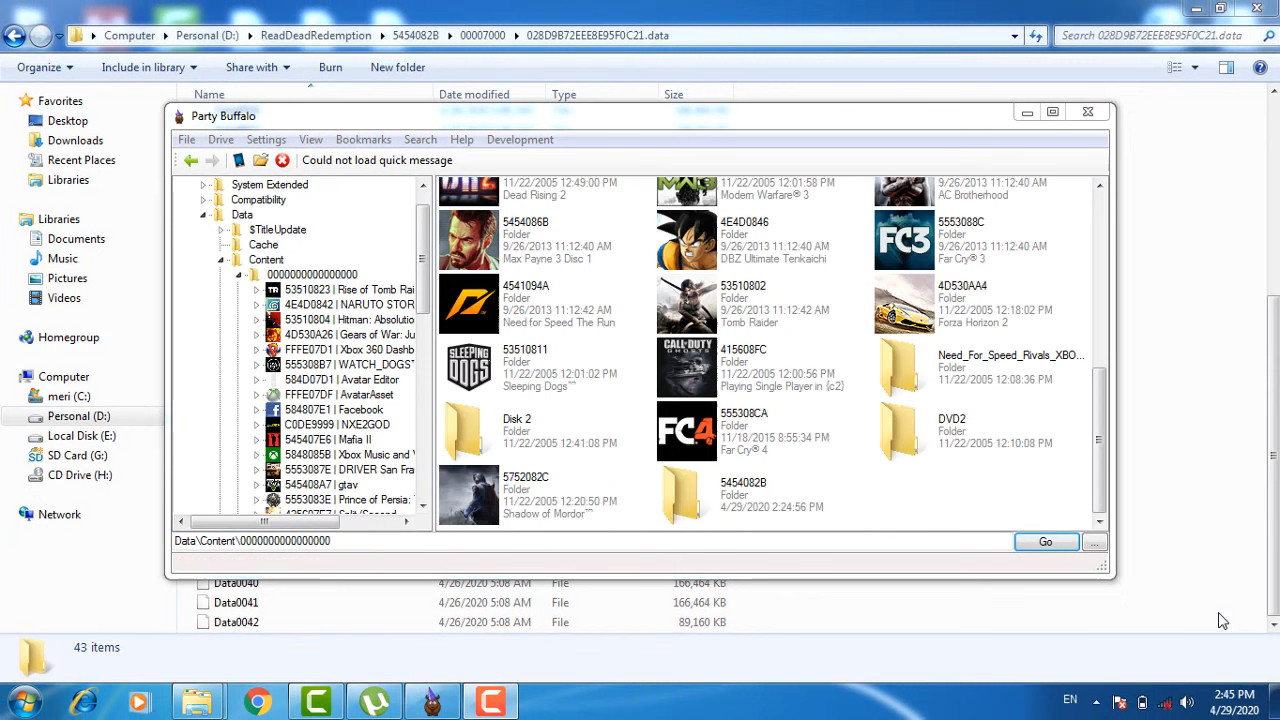 Computer Personal (D:) ReadDeadRedemption 5454082B 00007000 028D9B72EEE8E95F0C21.data Search 028D9B72EEE8E95F0C21.data
Organize Include in library Share with Burn New folder
Favorites
Desktop
Downloads
Recent Places
Libraries
Libraries
Documents
Music
Pictures
Videos
Homegroup
Computer
meri (C:)
Personal (D:)
Local Disk (E:)
SD Card (G:)
CD Drive (H:)
Network
Name Date modified Type Size
Party Buffalo
File Drive Settings View Bookmarks Search Help Development
Could not load quick message
System Extended
Compatibility
Data
$TitleUpdate
Cache
Content
0000000000000000
53510823 | Rise of Tomb Rai
4E4D0842 | NARUTO STOR
53510804 | Hitman: Absolutio
4D530A26 | Gears of War: Ju
FFFE07D1 | Xbox 360 Dashb
555308B7 | WATCH_DOGS
584D07D1 | Avatar Editor
FFFE07DF | AvatarAsset
584807E1 | Facebook
C0DE9999 | NXE2GOD
545407E6 | Mafia II
5848085B | Xbox Music and
5553087E | DRIVER San Fra
545408A7 | gtav
5553083E | Prince of Persia:
11/22/2005 12:49:00 PM
Dead Rising 2
11/22/2005 12:01:58 PM
Modern Warfare® 3
9/26/2013 11:12:40 AM
AC Brotherhood
5454086B
Folder
9/26/2013 11:12:40 AM
Max Payne 3 Disc 1
4E4D0846
Folder
9/26/2013 11:12:40 AM
DBZ Ultimate Tenkaichi
FC3
5553088C
Folder
9/26/2013 11:12:40 AM
Far Cry® 3
4541094A
Folder
9/26/2013 11:12:42 AM
Need for Speed The Run
53510802
Folder
9/26/2013 11:12:42 AM
Tomb Raider
4D530AA4
Folder
11/22/2005 12:18:02 PM
Forza Horizon 2
SLEEPING DOGS
53510811
Folder
11/22/2005 12:01:02 PM
Sleeping Dogs™
CALL OF DUTY GHOSTS
415608FC
Folder
11/22/2005 12:00:56 PM
Playing Single Player in {c2}
Need_For_Speed_Rivals_XBO...
Folder
11/22/2005 12:08:36 PM
Disk 2
Folder
11/22/2005 12:41:08 PM
FC4
555308CA
Folder
11/18/2015 8:55:34 PM
Far Cry® 4
DVD2
Folder
11/22/2005 12:10:08 PM
5752082C
Folder
11/22/2005 12:20:50 PM
Shadow of Mordor™
5454082B
Folder
4/29/2020 2:24:56 PM
Data\Content\0000000000000000 Go ...
Data0040 4/26/2020 5:08 AM File 166,464 KB
Data0041 4/26/2020 5:08 AM File 166,464 KB
Data0042 4/26/2020 5:08 AM File 89,160 KB
43 items
EN
2:45 PM
4/29/2020